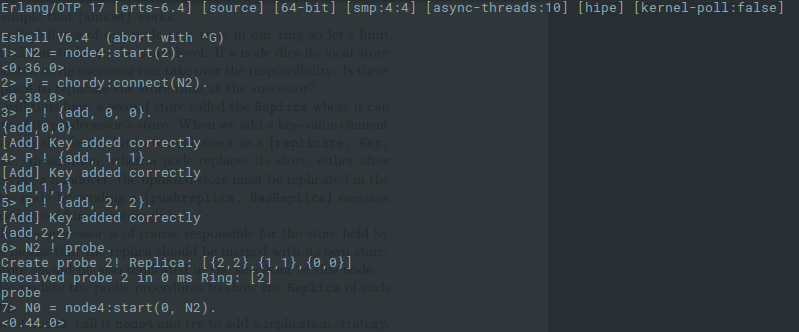 Erlang/OTP 17 [erts-6.4] [source] [64-bit] [smp:4:4] [async-threads:10] [hipe] [kernel-poll:false]
Eshell V6.4  (abort with ^G)
1> N2 = node4:start(2).
<0.36.0>
2> P = chordy:connect(N2).
<0.38.0>
3> P ! {add, 0, 0}.
{add,0,0}
[Add] Key added correctly
4> P ! {add, 1, 1}.
[Add] Key added correctly
{add,1,1}
5> P ! {add, 2, 2}.
[Add] Key added correctly
{add,2,2}
6> N2 ! probe.
Create probe 2! Replica: [{2,2},{1,1},{0,0}]
Received probe 2 in 0 ms Ring: [2]
probe
7> N0 = node4:start(0, N2).
<0.44.0>